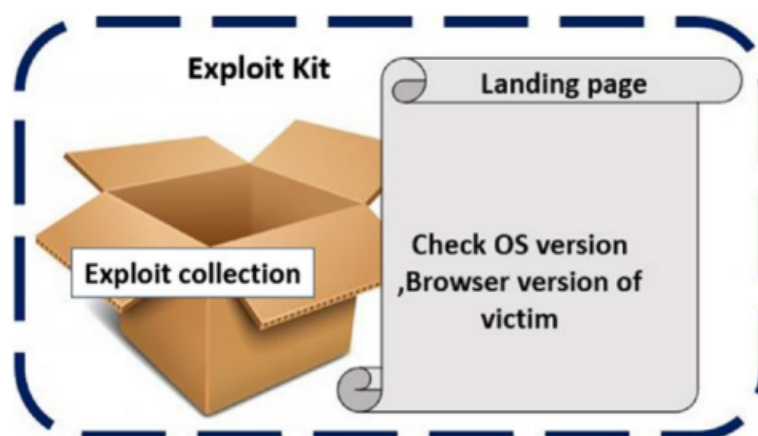 Exploit Kit
Landing page
Exploit collection
Check OS version
,Browser version of
victim